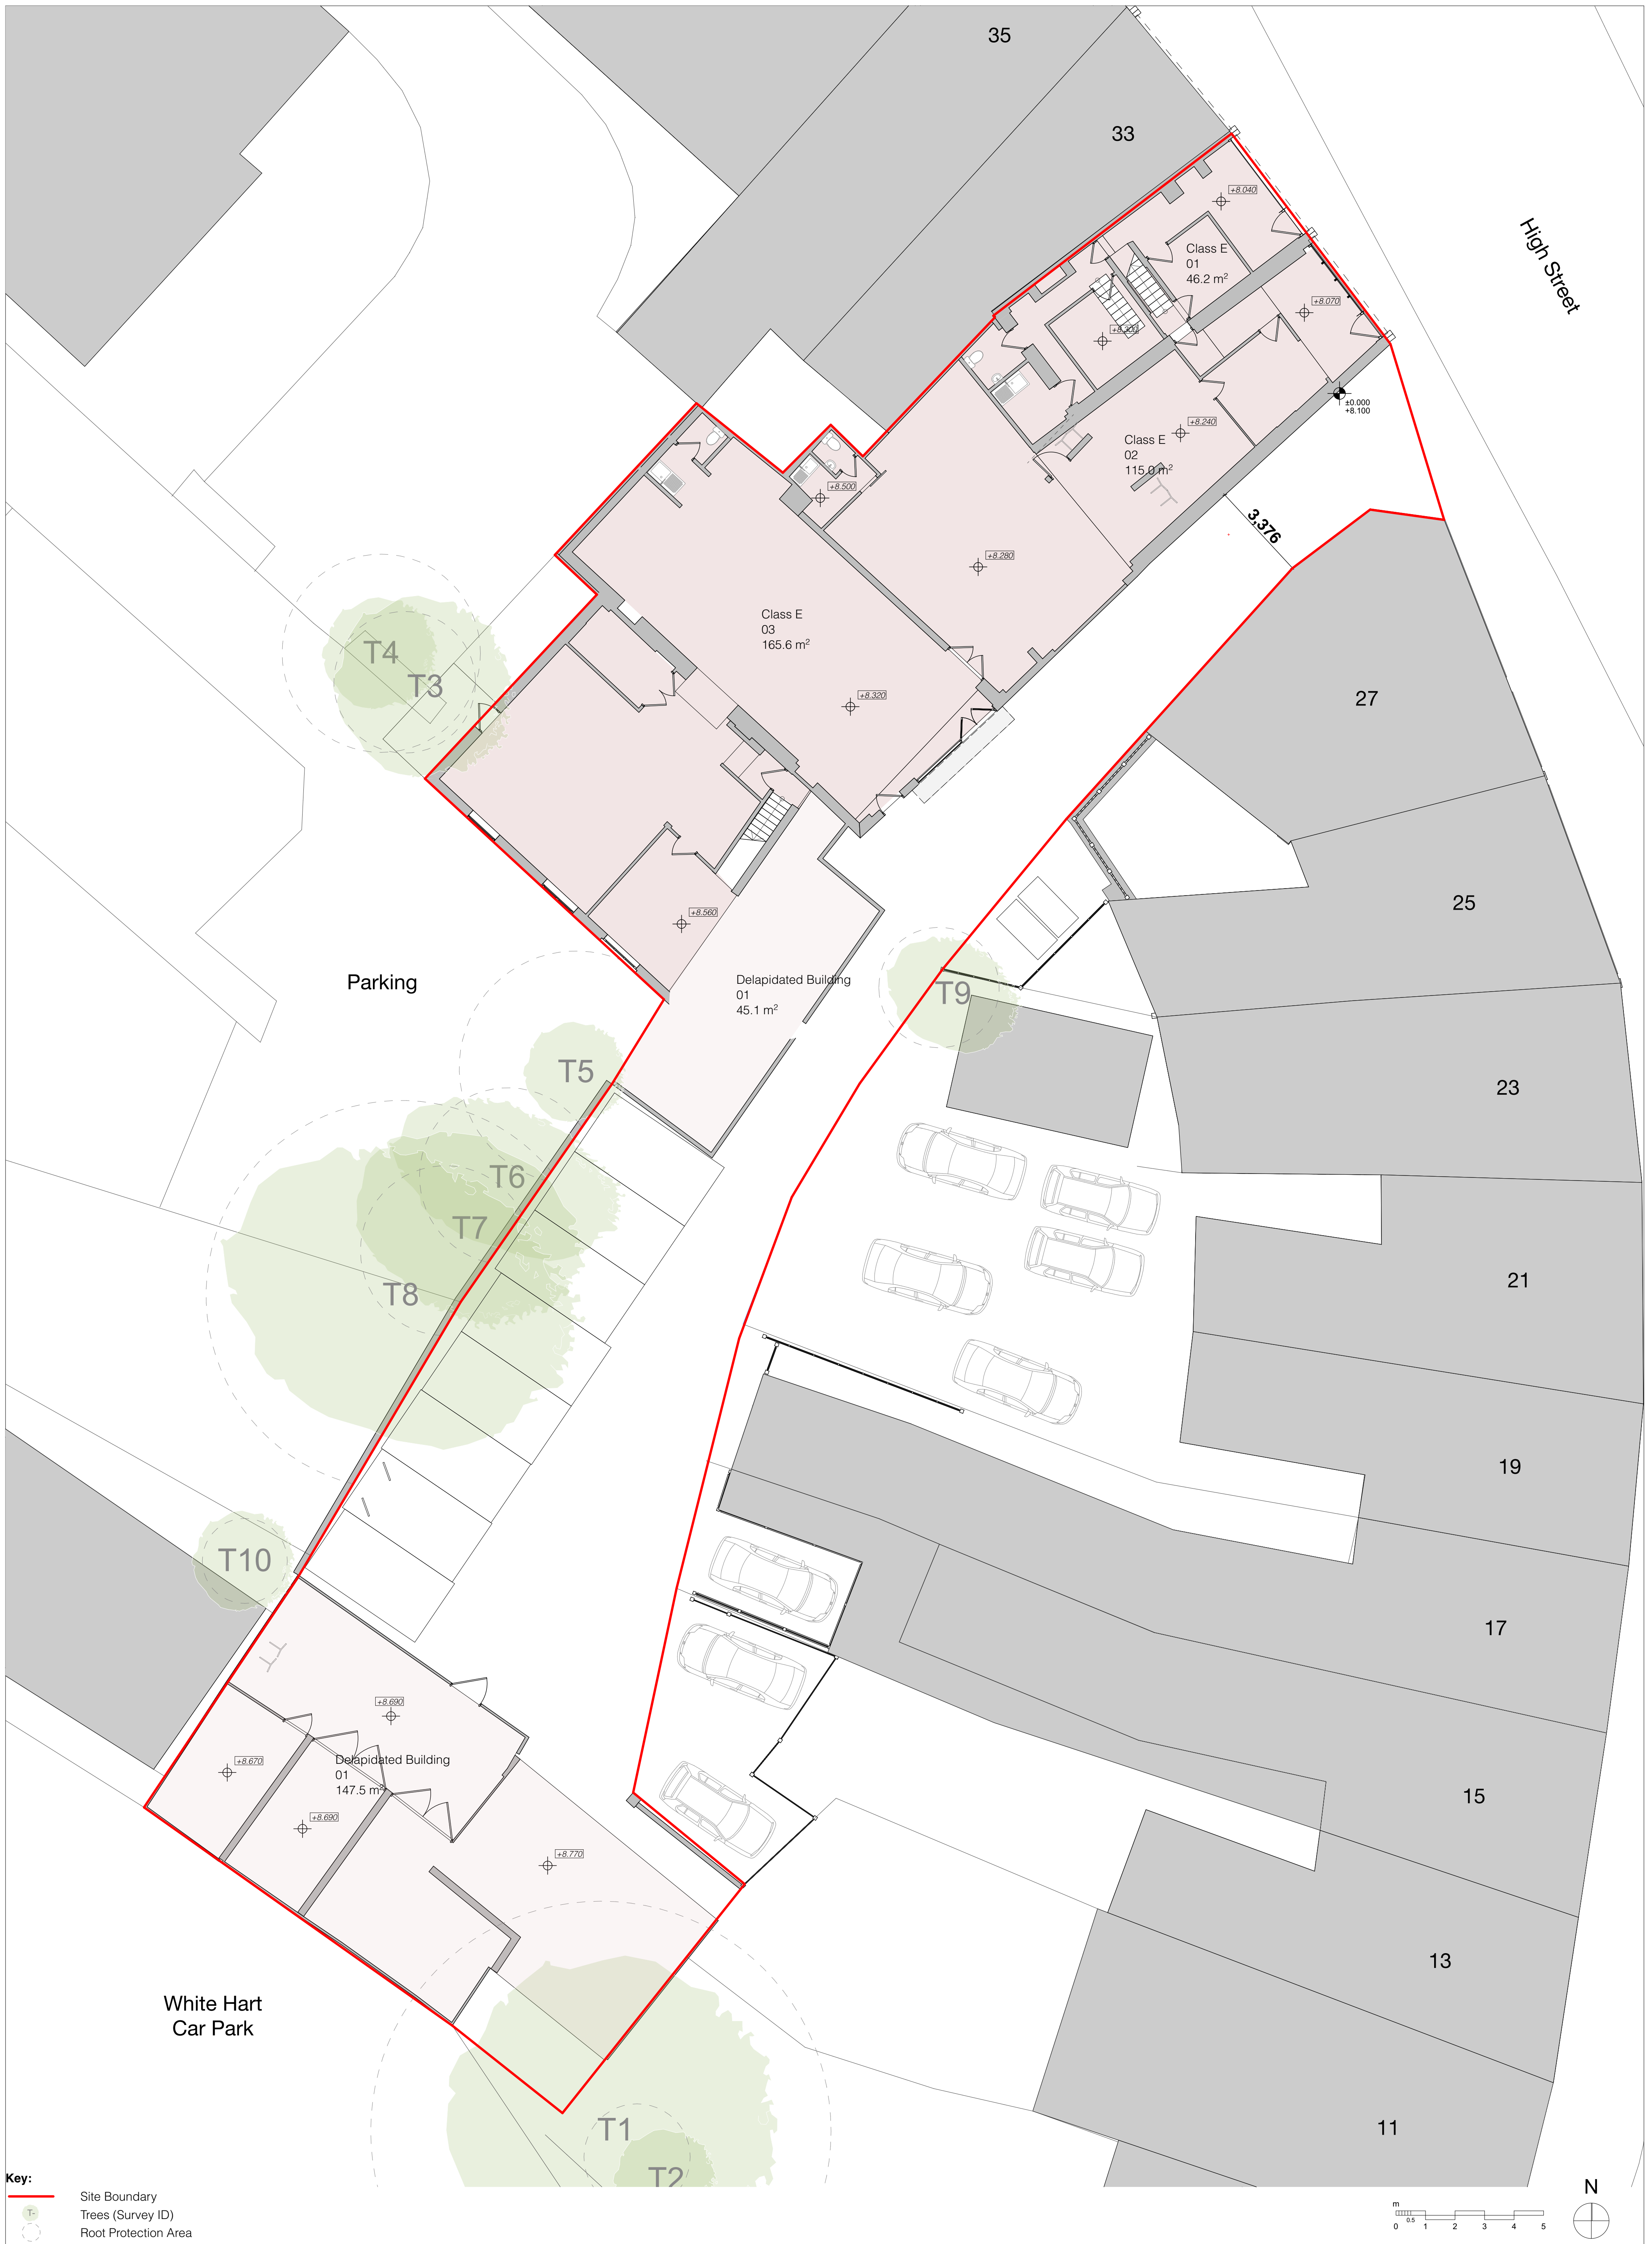 35
33
High Street
+8.040
Class E
01
46.2 m²
+8.070
±0.000
+8.100
+8.240
Class E
02
115.0 m²
+8.500
3,376
+8.280
Class E
03
165.6 m²
T4
T3
+8.320
27
25
+8.560
Parking
Delapidated Building
01
45.1 m²
T9
T5
23
T6
T7
T8
21
19
T10
17
+8.690
+8.670
Delapidated Building
01
147.5 m²
+8.690
+8.770
15
13
White Hart
Car Park
T1
T2
11
Key:
Site Boundary
T-
Trees (Survey ID)
Root Protection Area
m
0 0.5 1 2 3 4 5
N